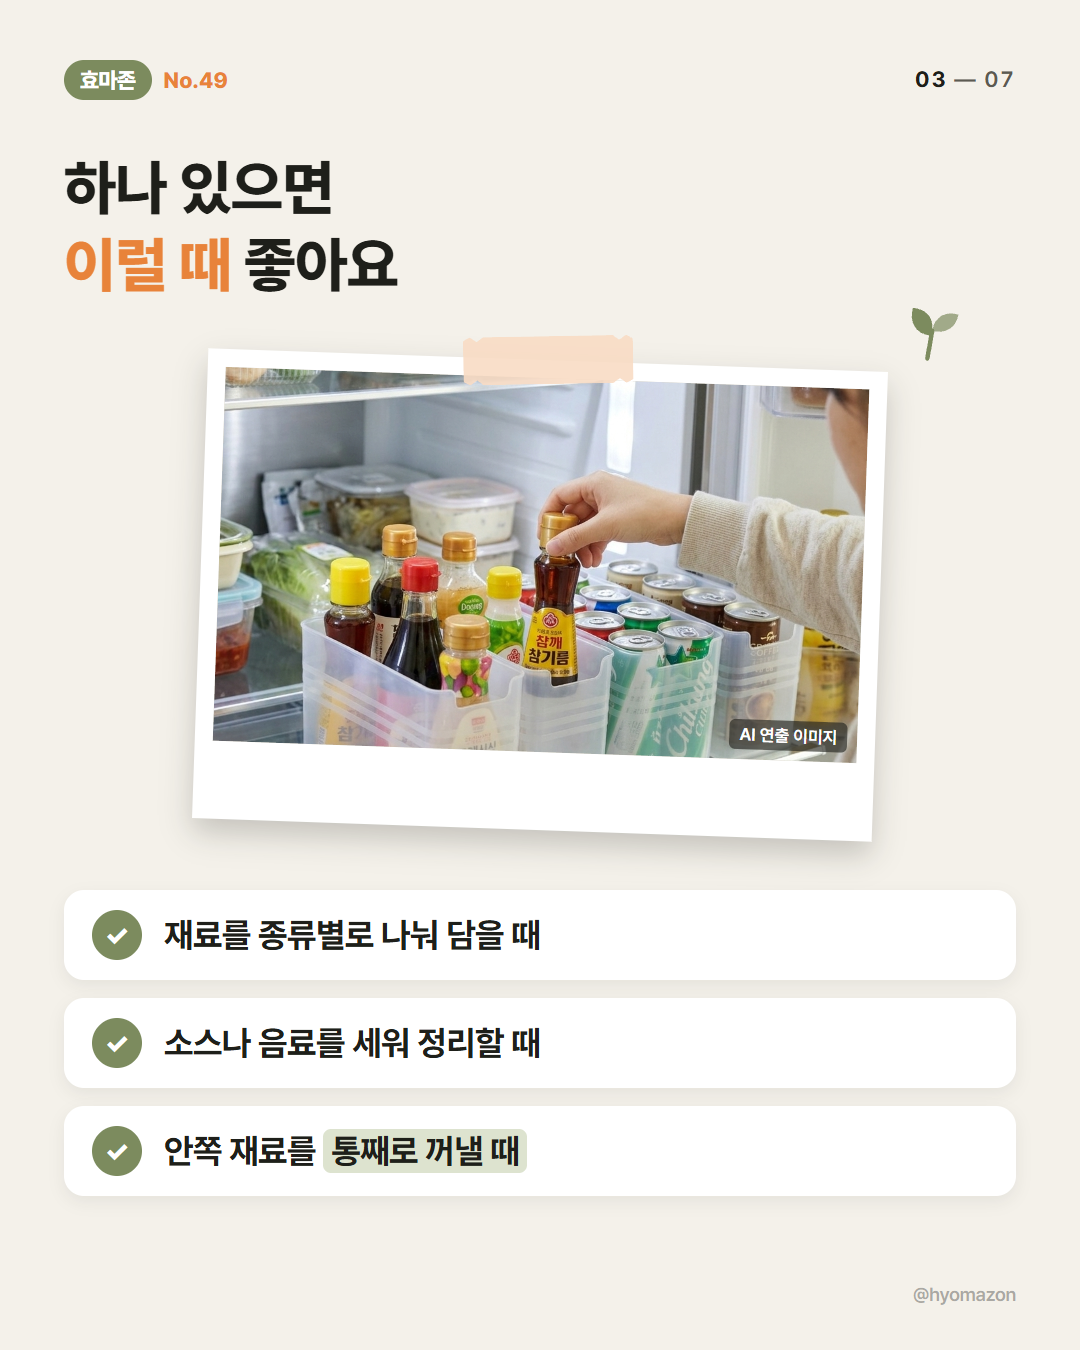 효마존 No.49
03 — 07
하나 있으면
이럴 때 좋아요
참깨
참기름
AI 연출 이미지
재료를 종류별로 나눠 담을 때
소스나 음료를 세워 정리할 때
안쪽 재료를 통째로 꺼낼 때
@hyomazon